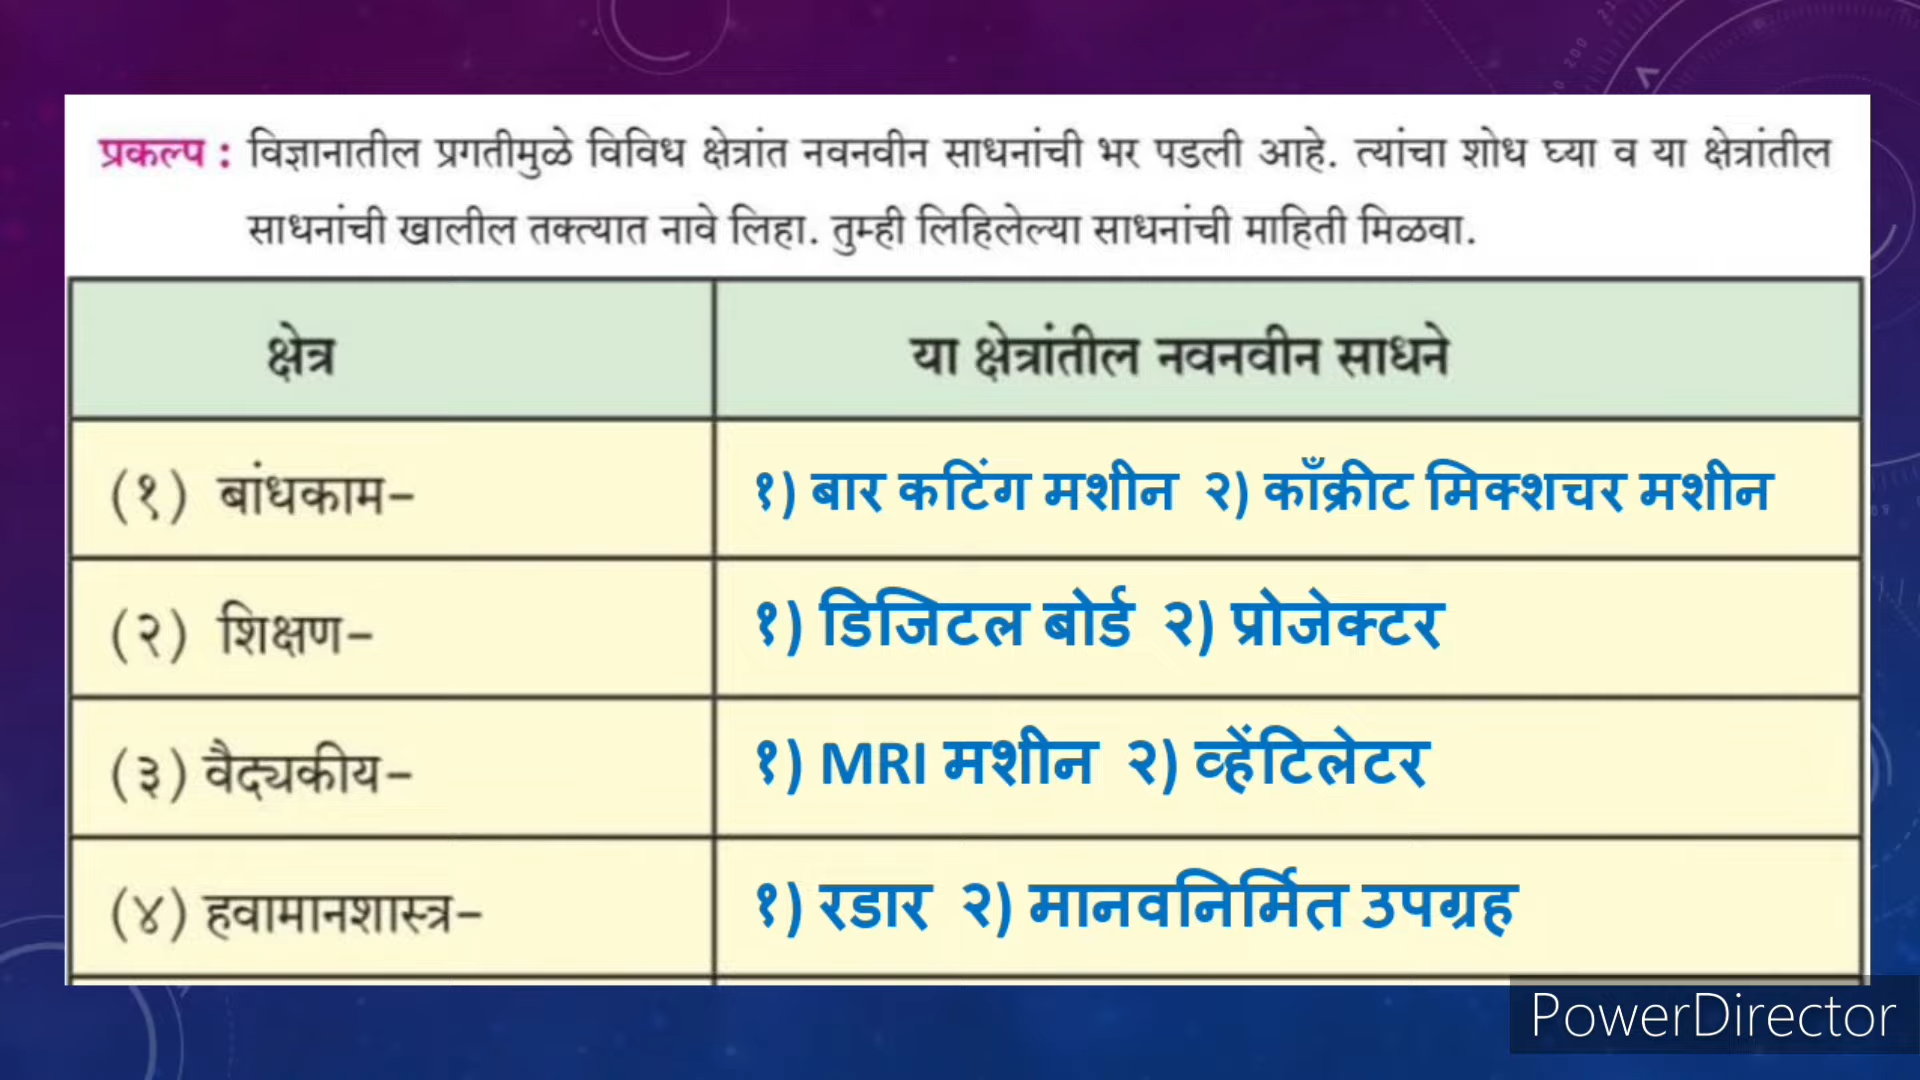 प्रकल्प : विज्ञानातील प्रगतीमुळे विविध क्षेत्रांत नवनवीन साधनांची भर पडली आहे. त्यांचा शोध घ्या व या क्षेत्रांतील
साधनांची खालील तक्त्यात नावे लिहा. तुम्ही लिहिलेल्या साधनांची माहिती मिळवा.
क्षेत्र या क्षेत्रांतील नवनवीन साधने
(१) बांधकाम– १) बार कटिंग मशीन २) काँक्रीट मिक्शचर मशीन
(२) शिक्षण– १) डिजिटल बोर्ड २) प्रोजेक्टर
(३) वैद्यकीय– १) MRI मशीन २) व्हेंटिलेटर
(४) हवामानशास्त्र– १) रडार २) मानवनिर्मित उपग्रह
PowerDirector